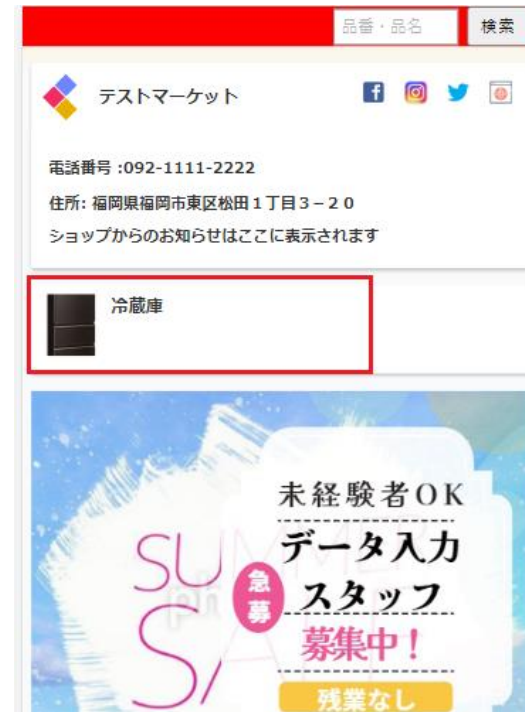 品番・品名
検索
テストマーケット
電話番号 :092-1111-2222
住所: 福岡県福岡市東区松田１丁目３－２０
ショップからのお知らせはここに表示されます
冷蔵庫
未経験者OK
データ入力
スタッフ
急募
募集中！
残業なし
SUMMER
SALE